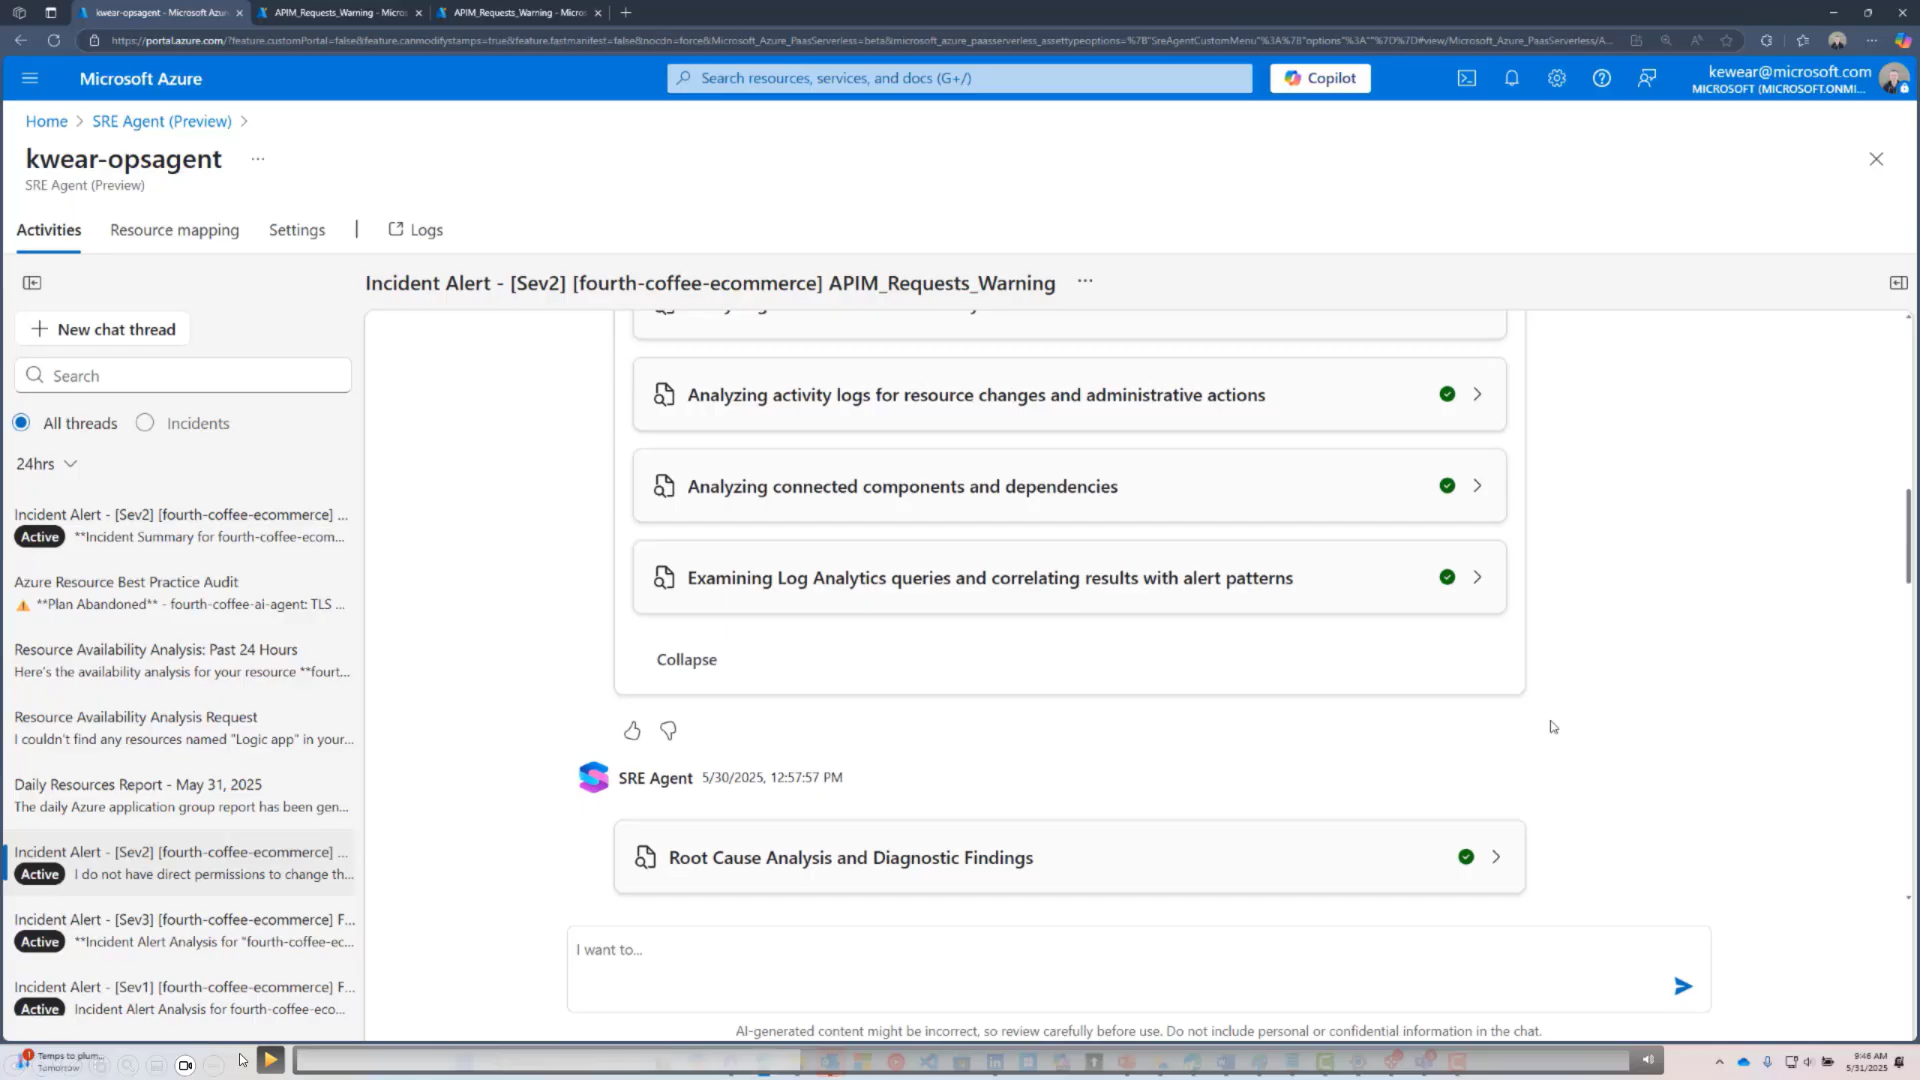 kwear-opsagent - Microsoft Azur
APIM_Requests_Warning - Micros
APIM_Requests_Warning - Micros
https://portal.azure.com/?feature.customPortal=false&feature.canmodifystamps=true&feature.fastmanifest=false&nocdn=force&Microsoft_Azure_PaasServerless=beta&microsoft_azure_paasserverless_assettypeoptions=%7B"SreAgentCustomMenu"%3A%7B"options"%3A""%7D%7D#view/Microsoft_Azure_PaasServerless/A...
Microsoft Azure
Search resources, services, and docs (G+/)
Copilot
kewear@microsoft.com
MICROSOFT (MICROSOFT.ONMI...
Home > SRE Agent (Preview) >
kwear-opsagent ...
SRE Agent (Preview)
Activities
Resource mapping
Settings
Logs
Incident Alert - [Sev2] [fourth-coffee-ecommerce] APIM_Requests_Warning ...
New chat thread
Search
All threads
Incidents
24hrs
Incident Alert - [Sev2] [fourth-coffee-ecommerce] ...
Active **Incident Summary for fourth-coffee-ecom...
Azure Resource Best Practice Audit
**Plan Abandoned** - fourth-coffee-ai-agent: TLS ...
Resource Availability Analysis: Past 24 Hours
Here's the availability analysis for your resource **fourt...
Resource Availability Analysis Request
I couldn't find any resources named "Logic app" in your...
Daily Resources Report - May 31, 2025
The daily Azure application group report has been gen...
Incident Alert - [Sev2] [fourth-coffee-ecommerce] ...
Active I do not have direct permissions to change th...
Incident Alert - [Sev3] [fourth-coffee-ecommerce] F...
Active **Incident Alert Analysis for "fourth-coffee-ec...
Incident Alert - [Sev1] [fourth-coffee-ecommerce] F...
Active Incident Alert Analysis for fourth-coffee-eco...
Analyzing activity logs for resource changes and administrative actions
Analyzing connected components and dependencies
Examining Log Analytics queries and correlating results with alert patterns
Collapse
SRE Agent 5/30/2025, 12:57:57 PM
Root Cause Analysis and Diagnostic Findings
I want to...
AI-generated content might be incorrect, so review carefully before use. Do not include personal or confidential information in the chat.
1
Temps to plum...
Tomorrow
9:46 AM
5/31/2025